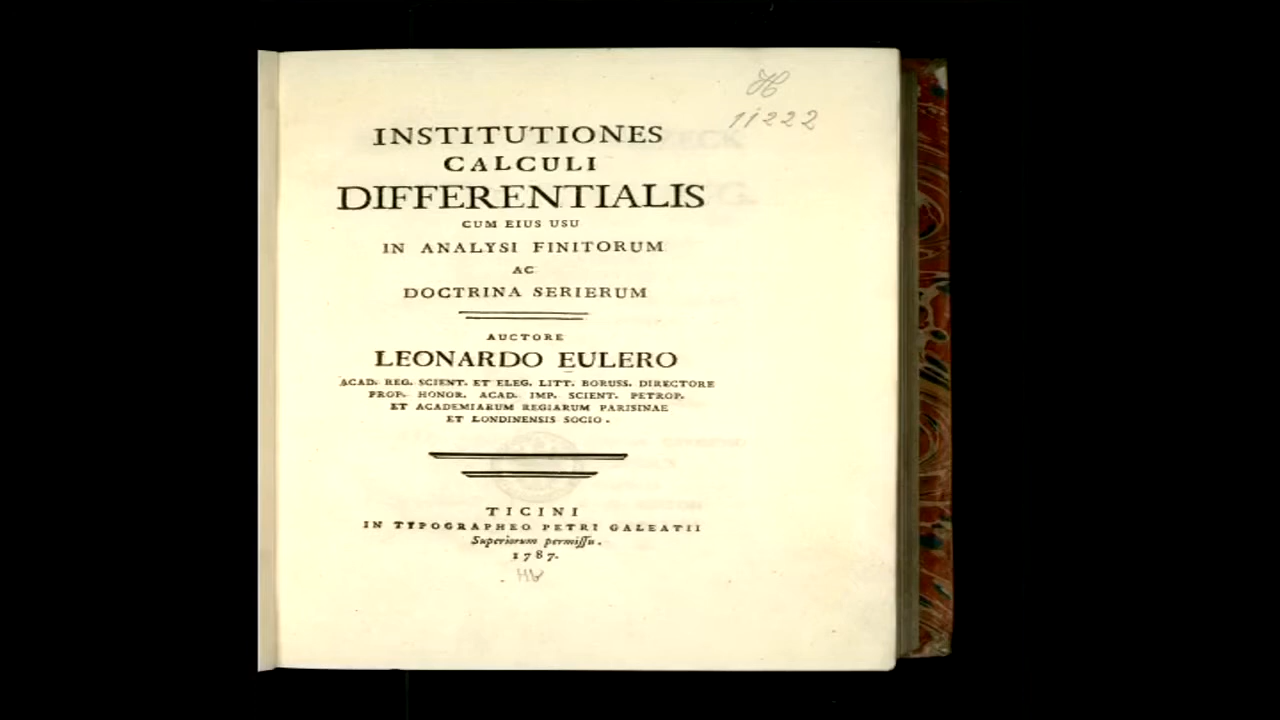 H
11222
INSTITUTIONES
CALCULI
DIFFERENTIALIS
CUM EIUS USU
IN ANALYSI FINITORUM
AC
DOCTRINA SERIERUM
AUCTORE
LEONARDO EULERO
ACAD. REG. SCIENT. ET ELEG. LITT. BORUSS. DIRECTORE
PROP. HONOR. ACAD. IMP. SCIENT. PETROP.
ET ACADEMIARUM REGIARUM PARISINAE
ET LONDINENSIS SOCIO.
TICINI
IN TYPOGRAPHEO PETRI GALEATII
Superiorum permiſſu.
1787.